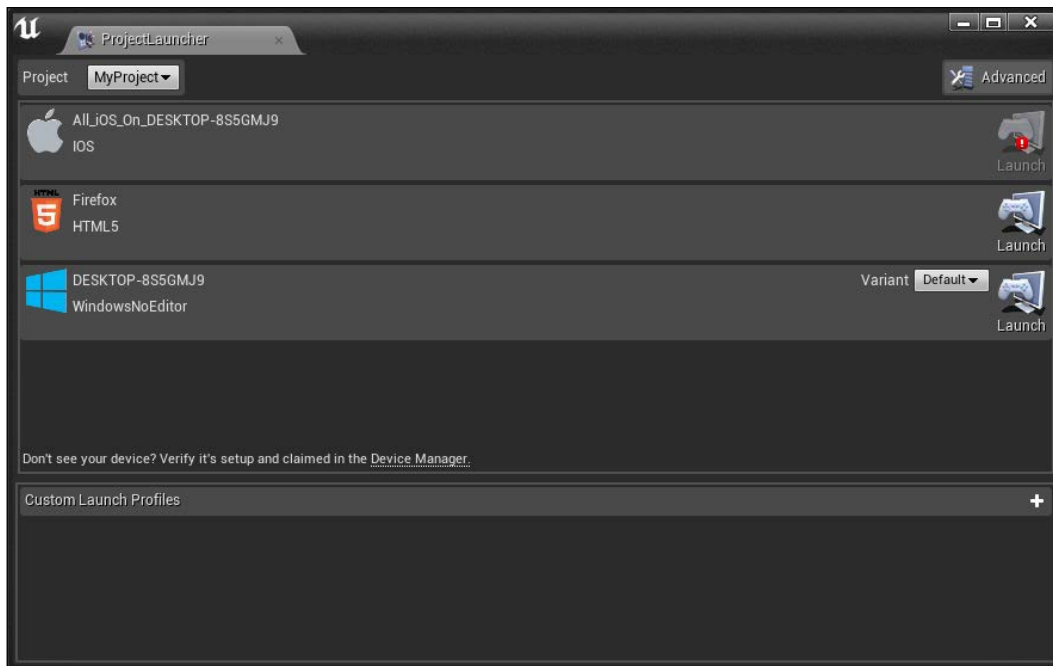 ProjectLauncher
Project MyProject Advanced
All_iOS_On_DESKTOP-8S5GMJ9
IOS
Launch
HTML
5
Firefox
HTML5
Launch
DESKTOP-8S5GMJ9 Variant Default
WindowsNoEditor
Launch
Don't see your device? Verify it's setup and claimed in the Device Manager.
Custom Launch Profiles